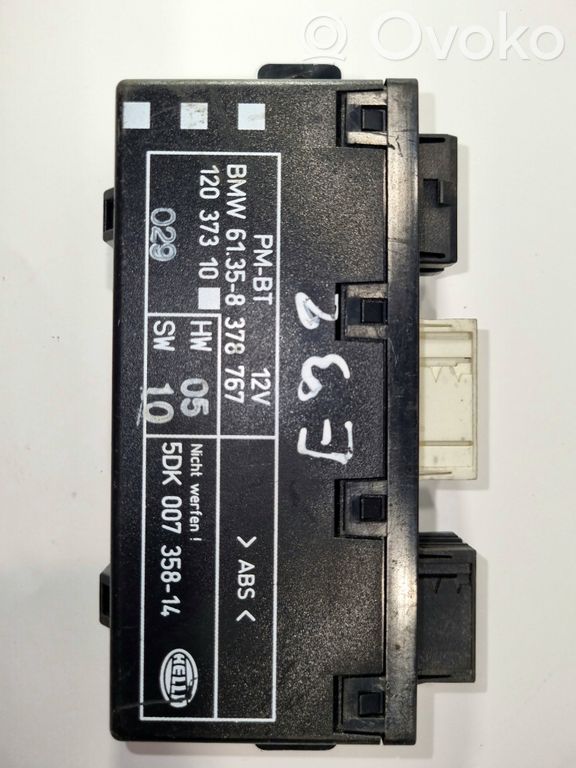 Ovoko
PM-BT 12V
BMW 61.35-8 378 767
120 373 10
029
HW 05
SW 10
> ABS <
Nicht werfen !
5DK 007 358-14
HELLA
E39